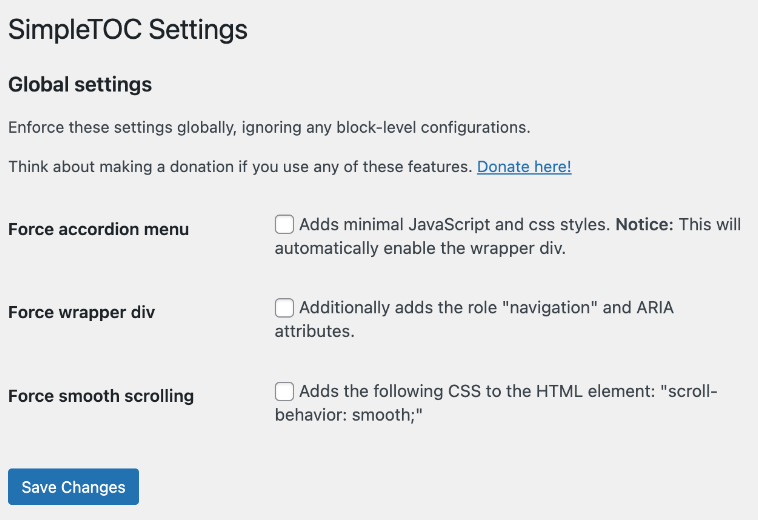 SimpleTOC Settings
Global settings
Enforce these settings globally, ignoring any block-level configurations.
Think about making a donation if you use any of these features. Donate here!
Force accordion menu
Adds minimal JavaScript and css styles. Notice: This will
automatically enable the wrapper div.
Force wrapper div
Additionally adds the role "navigation" and ARIA
attributes.
Force smooth scrolling
Adds the following CSS to the HTML element: "scroll-
behavior: smooth;"
Save Changes